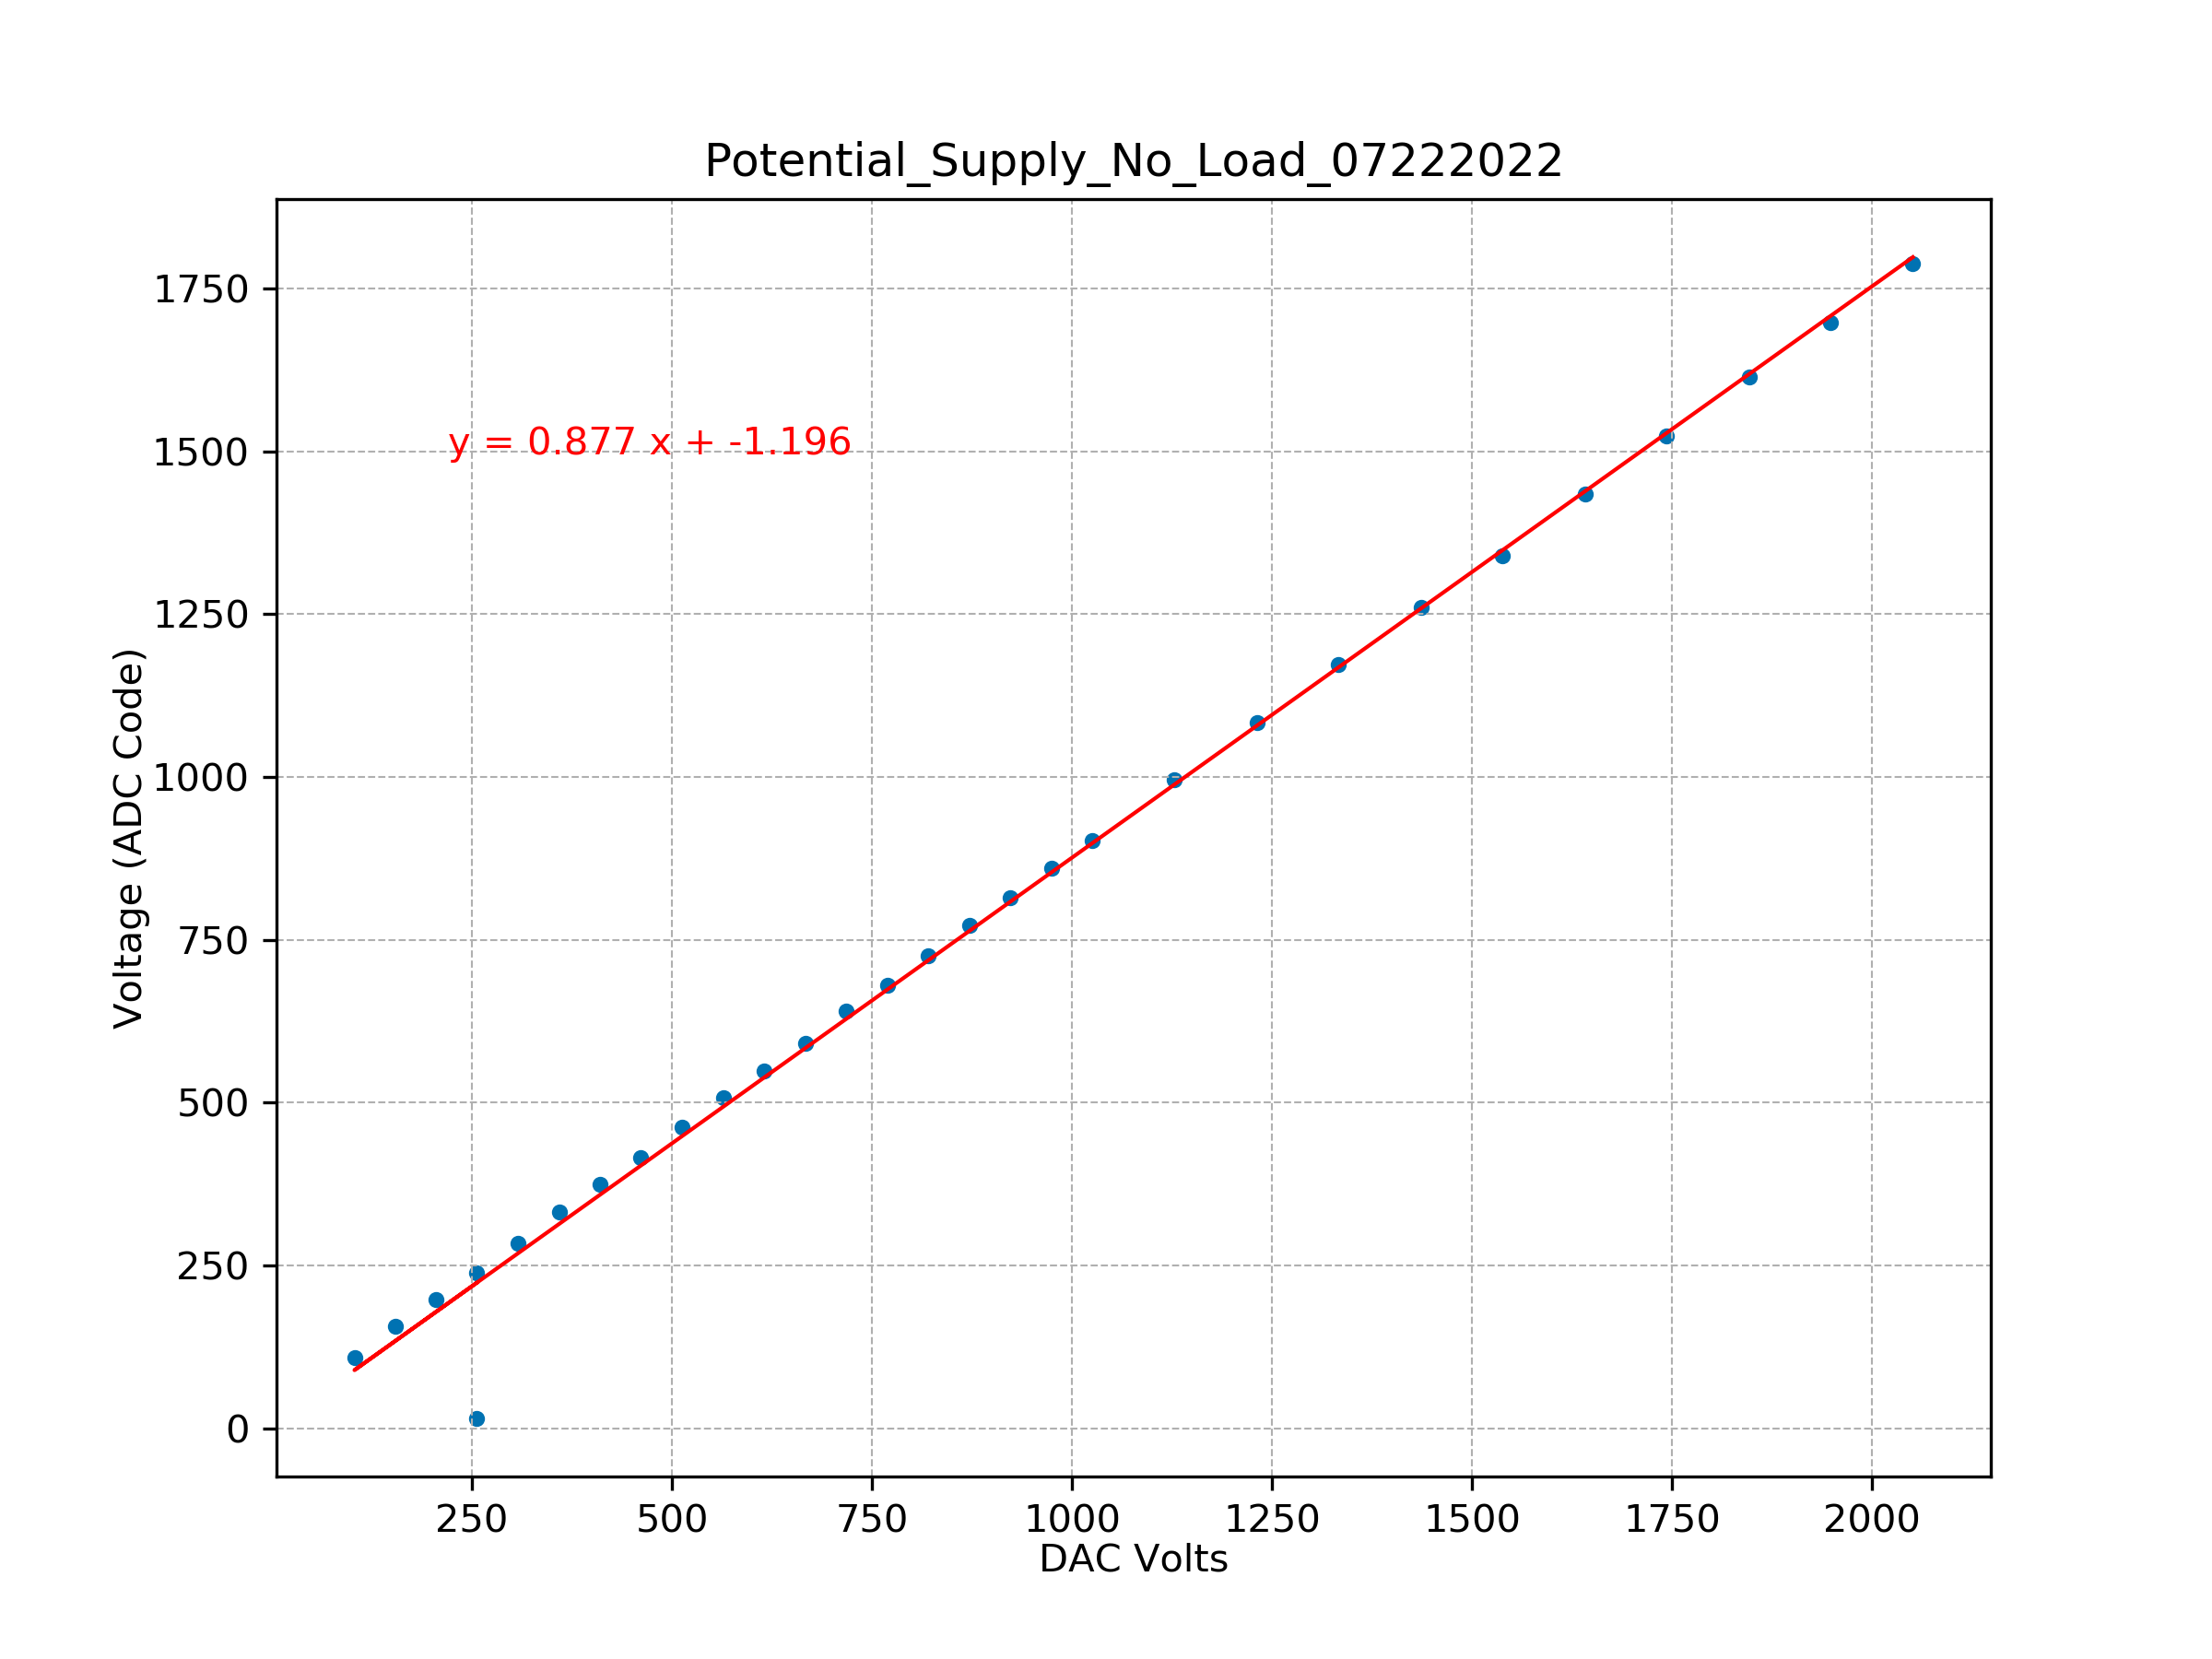 Potential_Supply_No_Load_07222022
1750
1500
1250
1000
750
500
250
0
y = 0.877 x + -1.196
Voltage (ADC Code)
250 500 750 1000 1250 1500 1750 2000
DAC Volts